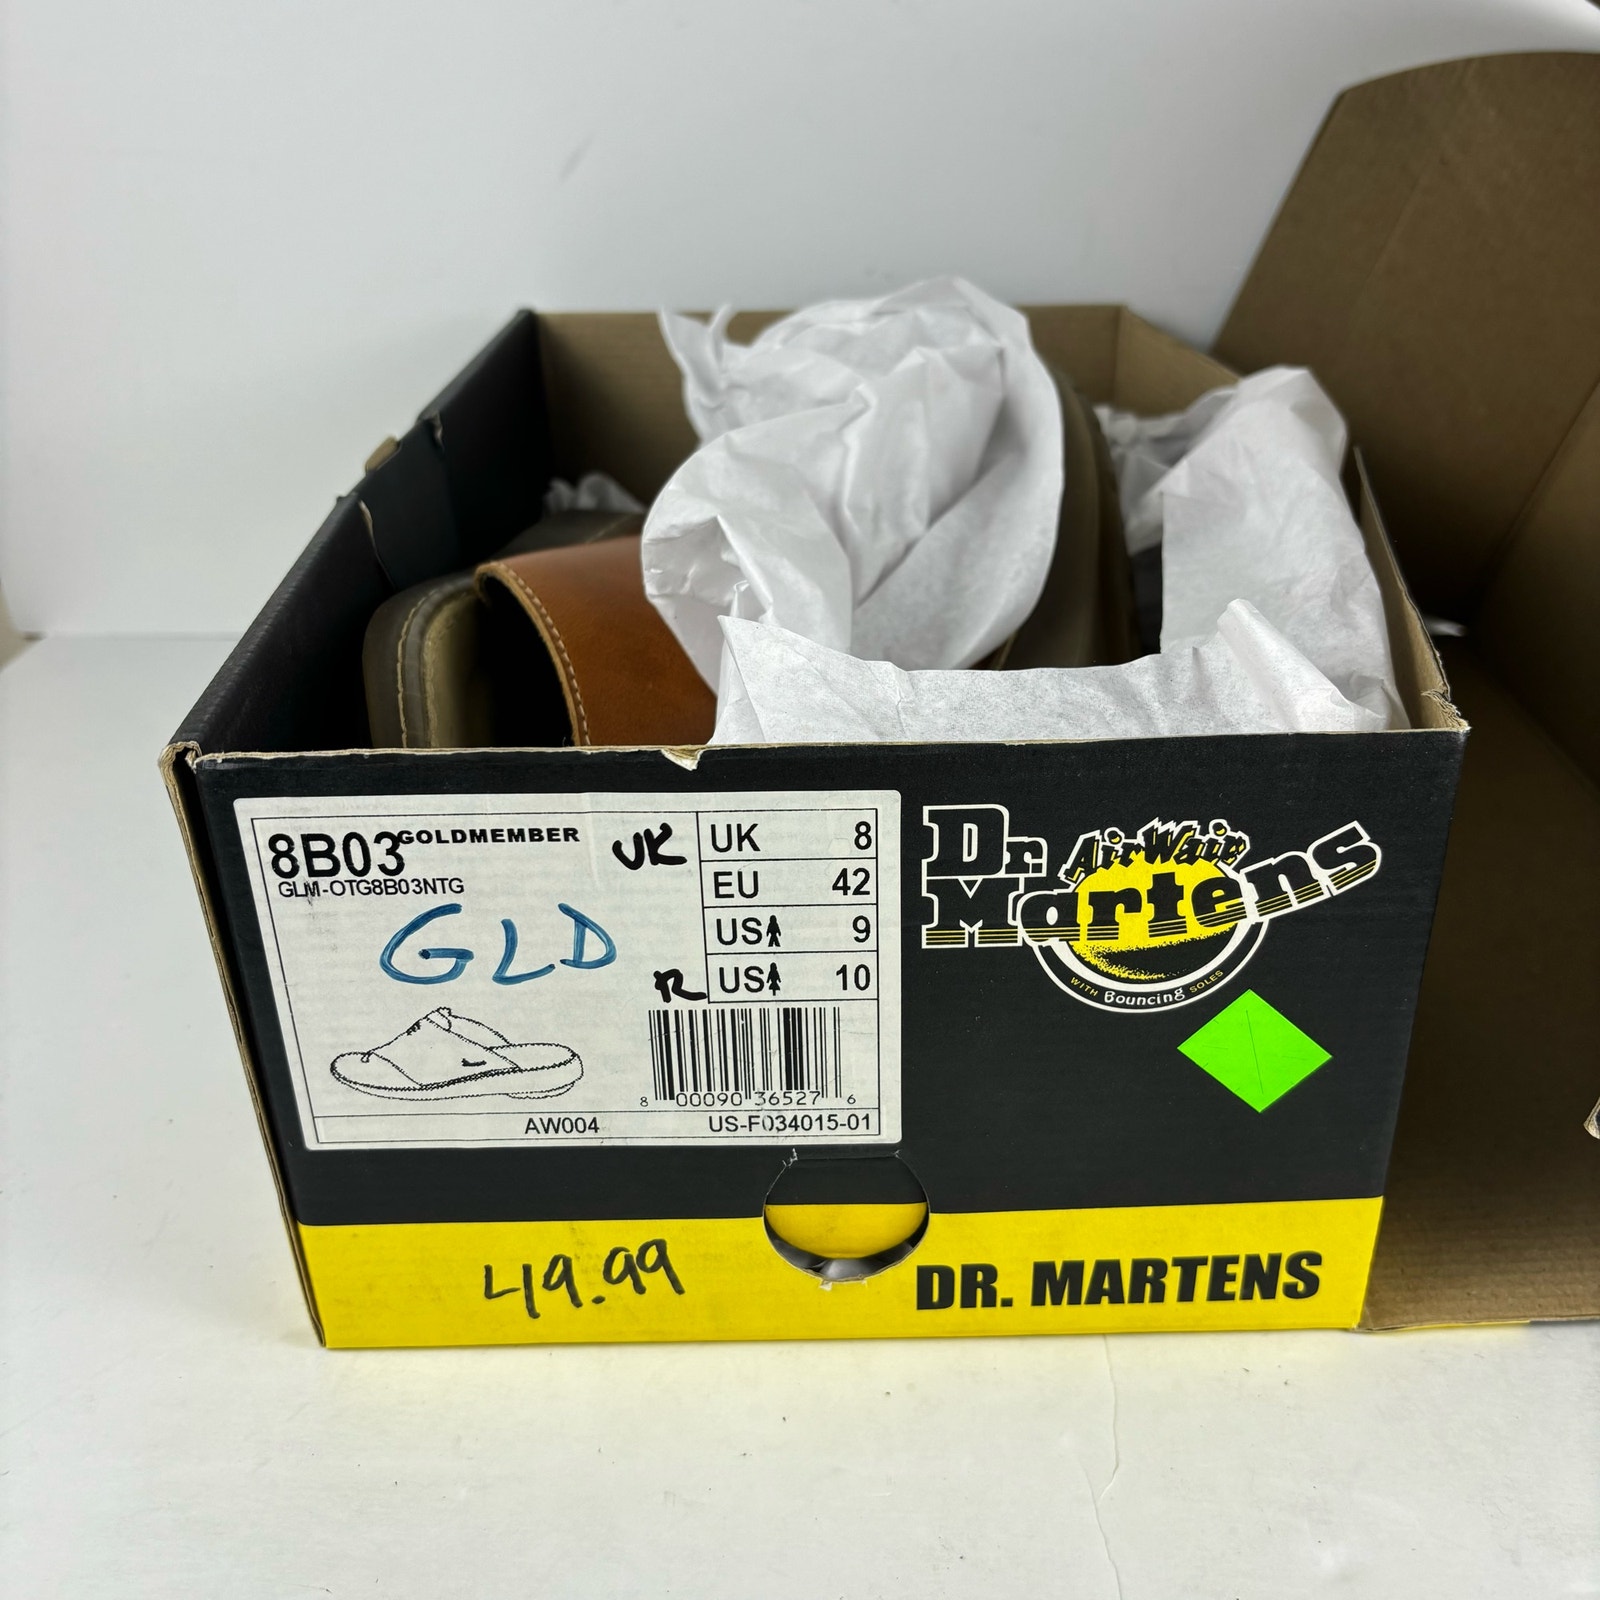 8B03 GOLDMEMBER
GLM-OTG8B03NTG
UK
GLD
R
UK 8
EU 42
US 9
US 10
8 00090 36527 6
AW004 US-F034015-01
Dr. Martens
AirWair
WITH Bouncing SOLES
49.99
DR. MARTENS